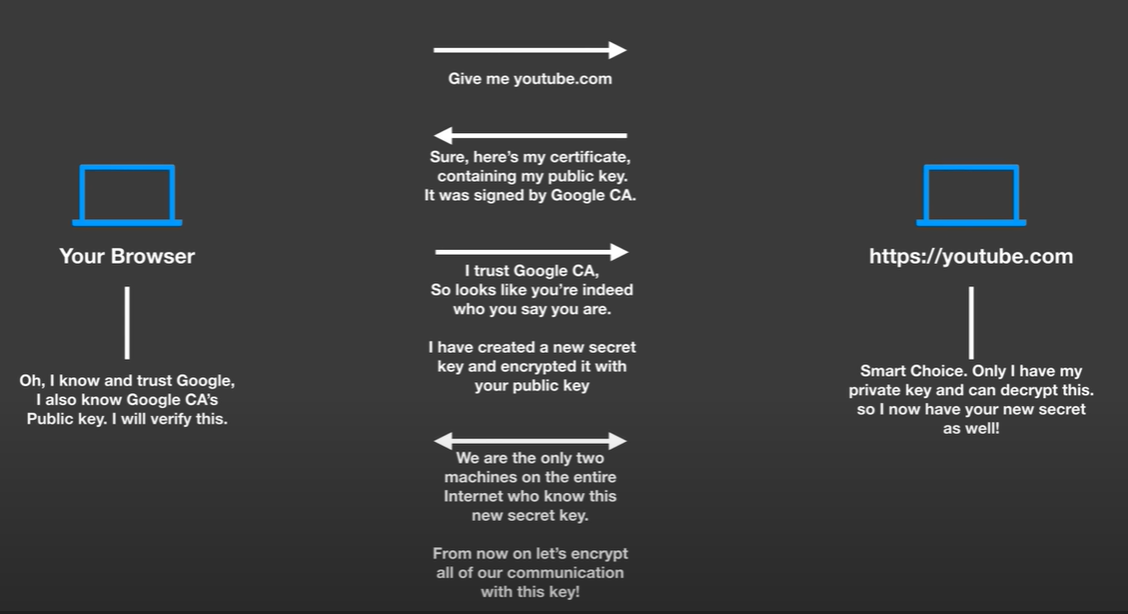 Give me youtube.com
Sure, here's my certificate,
containing my public key.
It was signed by Google CA.
Your Browser
https://youtube.com
I trust Google CA,
So looks like you're indeed
who you say you are.
I have created a new secret
key and encrypted it with
your public key
Oh, I know and trust Google,
I also know Google CA's
Public key. I will verify this.
Smart Choice. Only I have my
private key and can decrypt this.
so I now have your new secret
as well!
We are the only two
machines on the entire
Internet who know this
new secret key.
From now on let's encrypt
all of our communication
with this key!